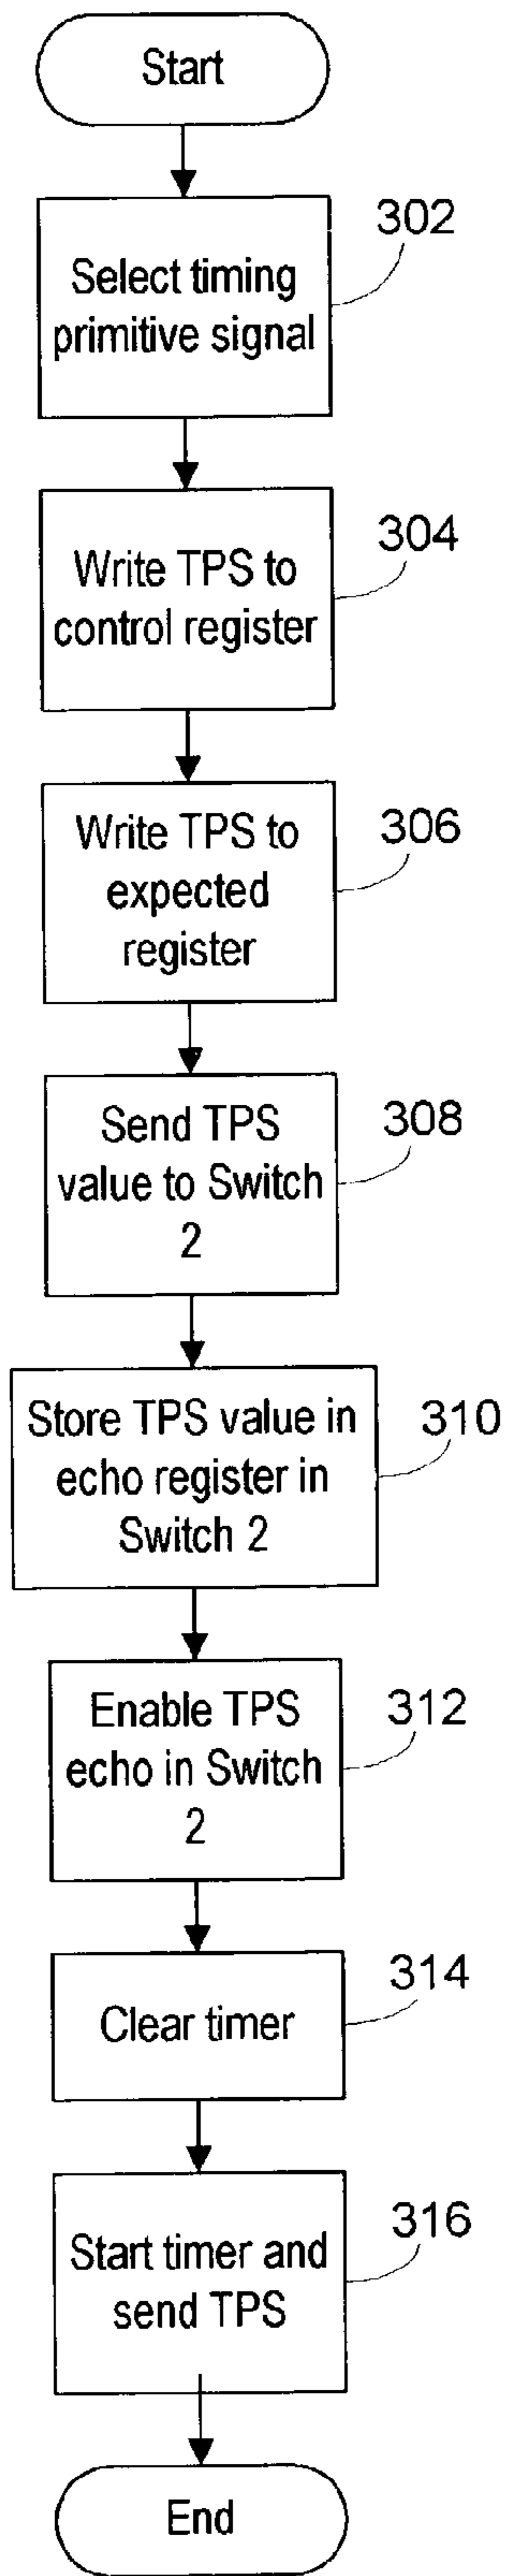 Start
302
Select timing
primitive signal
304
Write TPS to
control register
306
Write TPS to
expected
register
308
Send TPS
value to Switch
2
310
Store TPS value in
echo register in
Switch 2
312
Enable TPS
echo in Switch
2
314
Clear timer
316
Start timer and
send TPS
End